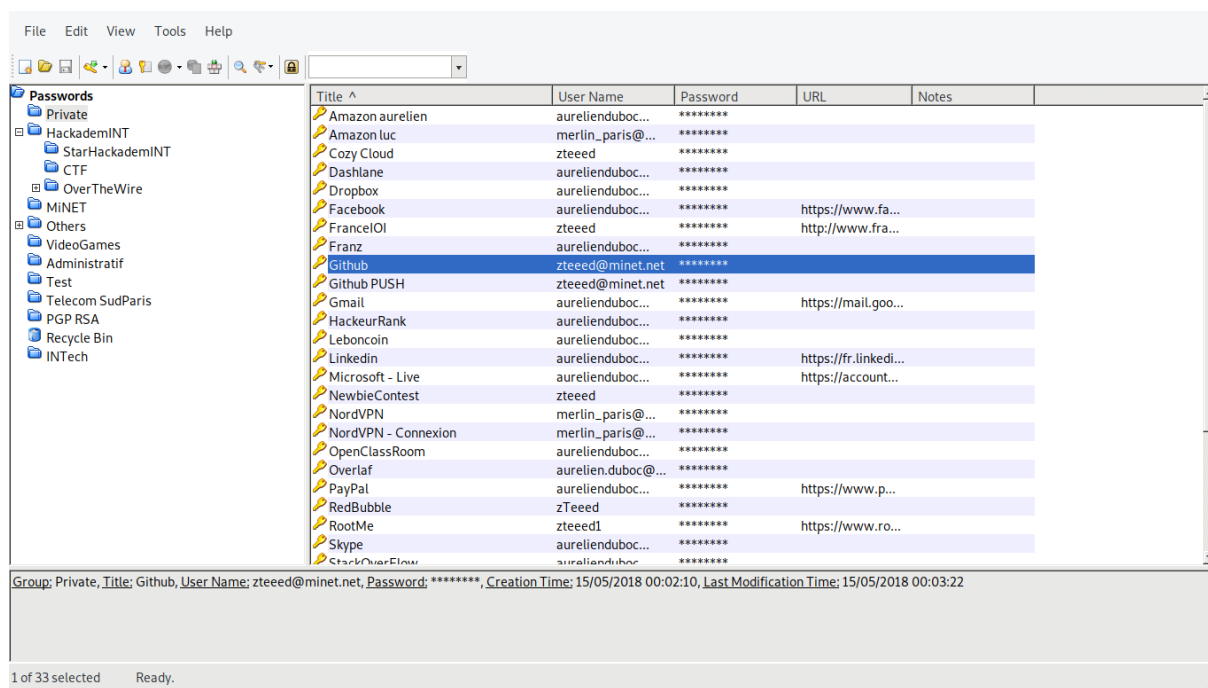 File Edit View Tools Help
Passwords
Private
HackademINT
StarHackademINT
CTF
OverTheWire
MiNET
Others
VideoGames
Administratif
Test
Telecom SudParis
PGP RSA
Recycle Bin
INTech
Title ^ User Name Password URL Notes
Amazon aurelien aurelienduboc... ********
Amazon luc merlin_paris@... ********
Cozy Cloud zteeed ********
Dashlane aurelienduboc... ********
Dropbox aurelienduboc... ********
Facebook aurelienduboc... ******** https://www.fa...
FranceIOI zteeed ******** http://www.fra...
Franz aurelienduboc... ********
Github zteeed@minet.net ********
Github PUSH zteeed@minet.net ********
Gmail aurelienduboc... ******** https://mail.goo...
HackeurRank aurelienduboc... ********
Leboncoin aurelienduboc... ********
Linkedin aurelienduboc... ******** https://fr.linkedi...
Microsoft - Live aurelienduboc... ******** https://account...
NewbieContest zteeed ********
NordVPN merlin_paris@... ********
NordVPN - Connexion merlin_paris@... ********
OpenClassRoom aurelienduboc... ********
Overlaf aurelien.duboc@... ********
PayPal aurelienduboc... ******** https://www.p...
RedBubble zTeeed ********
RootMe zteeed1 ******** https://www.ro...
Skype aurelienduboc... ********
StackOverFlow aurelienduboc... ********
Group: Private, Title: Github, User Name: zteeed@minet.net, Password: ********, Creation Time: 15/05/2018 00:02:10, Last Modification Time: 15/05/2018 00:03:22
1 of 33 selected Ready.